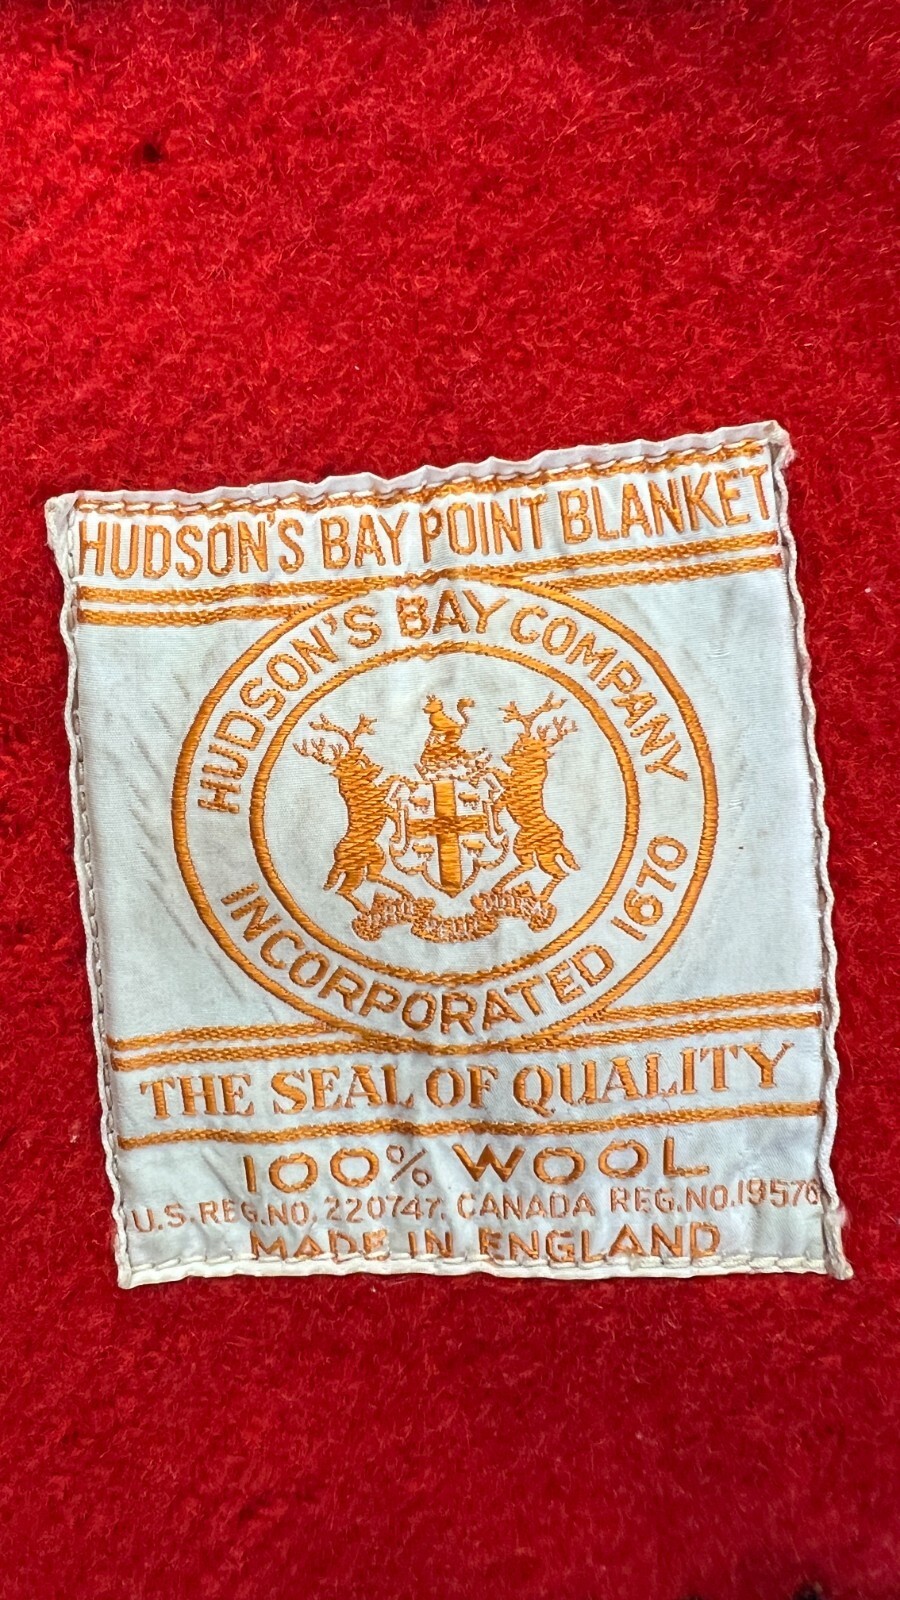 HUDSON'S BAY POINT BLANKET
HUDSON'S BAY COMPANY
INCORPORATED 1670
THE SEAL OF QUALITY
100% WOOL
U.S.REG.NO. 220747. CANADA REG.NO.19576
MADE IN ENGLAND